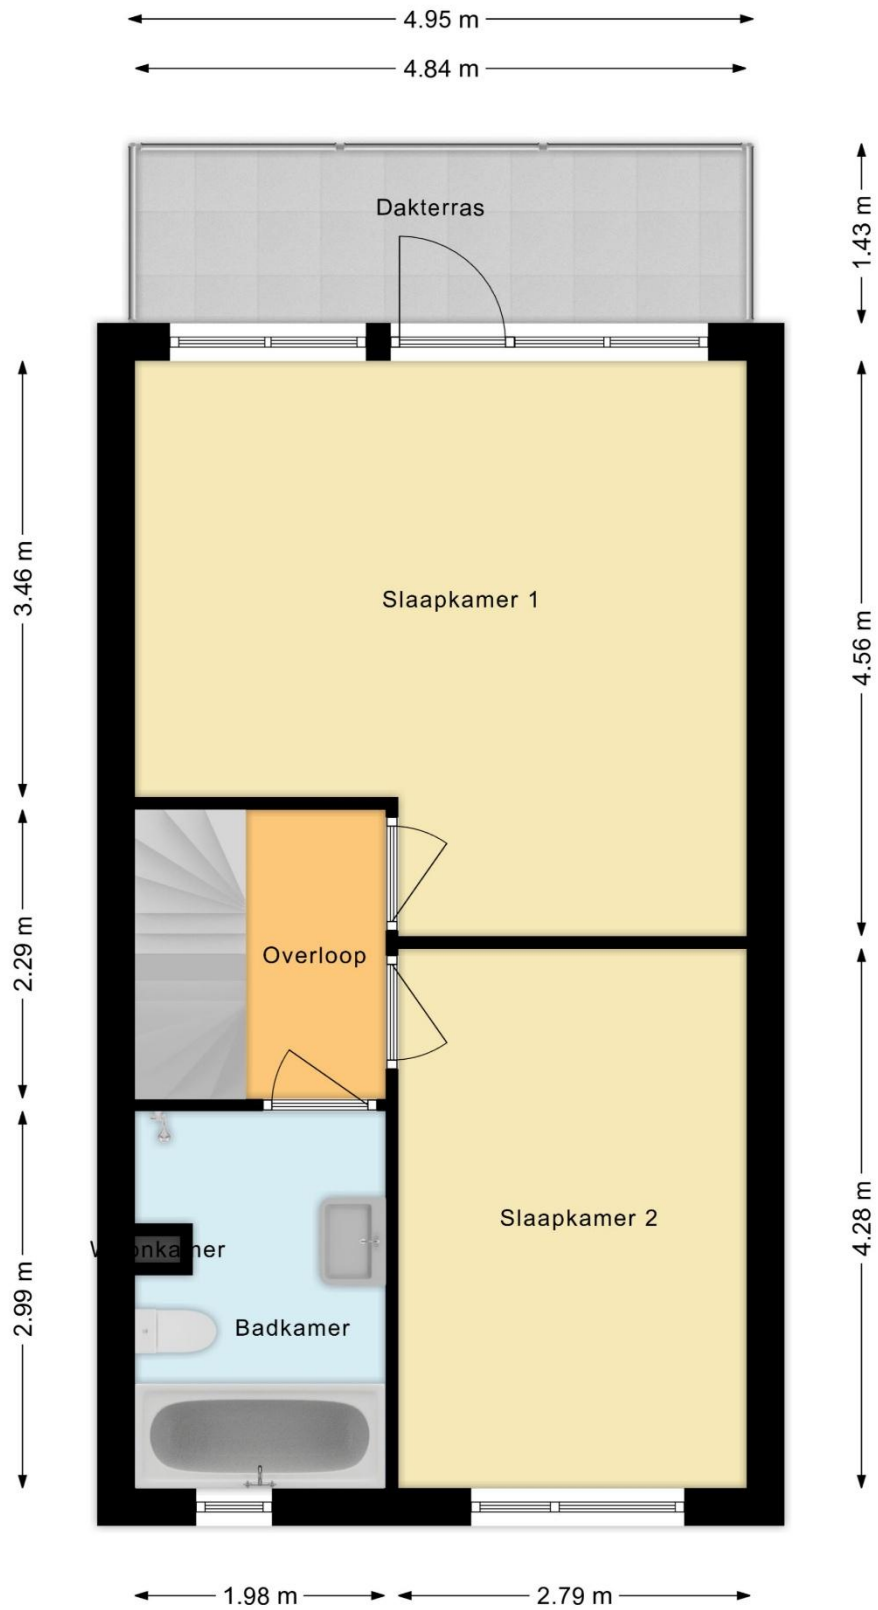 4.95 m
4.84 m
Dakterras
1.43 m
3.46 m
Slaapkamer 1
4.56 m
2.29 m
Overloop
Slaapkamer 2
4.28 m
Woonkamer
2.99 m
Badkamer
1.98 m
2.79 m